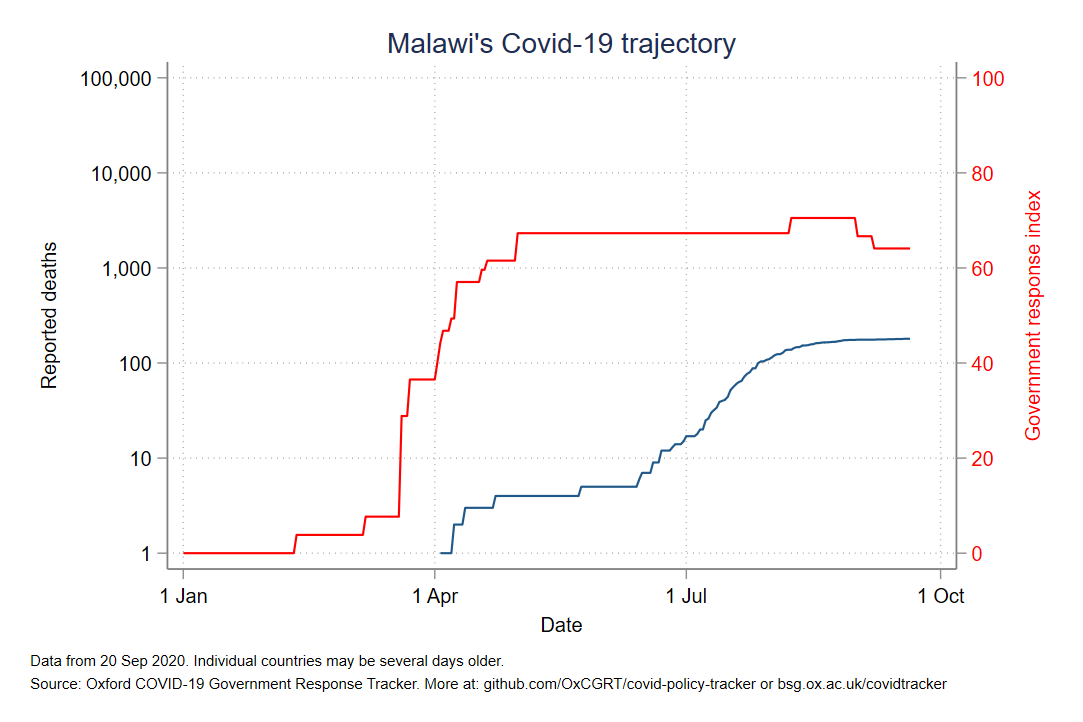 Malawi's Covid-19 trajectory
100,000
10,000
1,000
100
10
1
Reported deaths
100
80
60
40
20
0
Government response index
1 Jan
1 Apr
1 Jul
1 Oct
Date
Data from 20 Sep 2020. Individual countries may be several days older.
Source: Oxford COVID-19 Government Response Tracker. More at: github.com/OxCGRT/covid-policy-tracker or bsg.ox.ac.uk/covidtracker